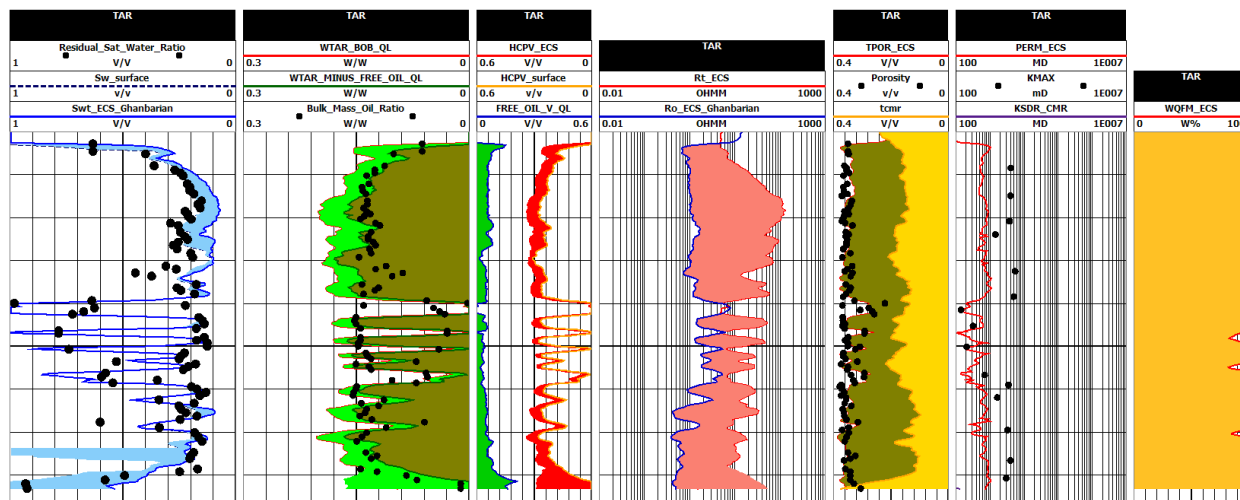 TAR
Residual_Sat_Water_Ratio
1 V/V 0
Sw_surface
1 v/v 0
Swt_ECS_Ghanbarian
1 V/V 0
TAR
WTAR_BOB_QL
0.3 W/W 0
WTAR_MINUS_FREE_OIL_QL
0.3 W/W 0
Bulk_Mass_Oil_Ratio
0.3 W/W 0
TAR
HCPV_ECS
0.6 V/V 0
HCPV_surface
0.6 v/v 0
FREE_OIL_V_QL
0 V/V 0.6
TAR
Rt_ECS
0.01 OHMM 1000
Ro_ECS_Ghanbarian
0.01 OHMM 1000
TAR
TPOR_ECS
0.4 V/V 0
Porosity
0.4 V/V 0
tcmr
0.4 V/V 0
TAR
PERM_ECS
100 MD 1E007
KMAX
100 mD 1E007
KSDR_CMR
100 MD 1E007
TAR
WQFM_ECS
0 W% 100